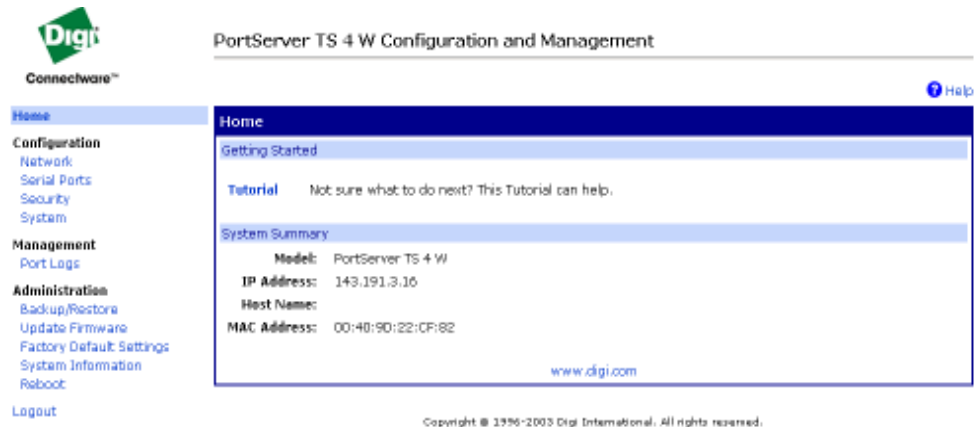 Digi
Connectware™
PortServer TS 4 W Configuration and Management
Help
Home
Configuration
Network
Serial Ports
Security
System
Management
Port Logs
Administration
Backup/Restore
Update Firmware
Factory Default Settings
System Information
Reboot
Logout
Home
Getting Started
Tutorial Not sure what to do next? This Tutorial can help.
System Summary
Model: PortServer TS 4 W
IP Address: 143.191.3.16
Host Name:
MAC Address: 00:40:9D:22:CF:82
www.digi.com
Copyright © 1996-2003 Digi International. All rights reserved.